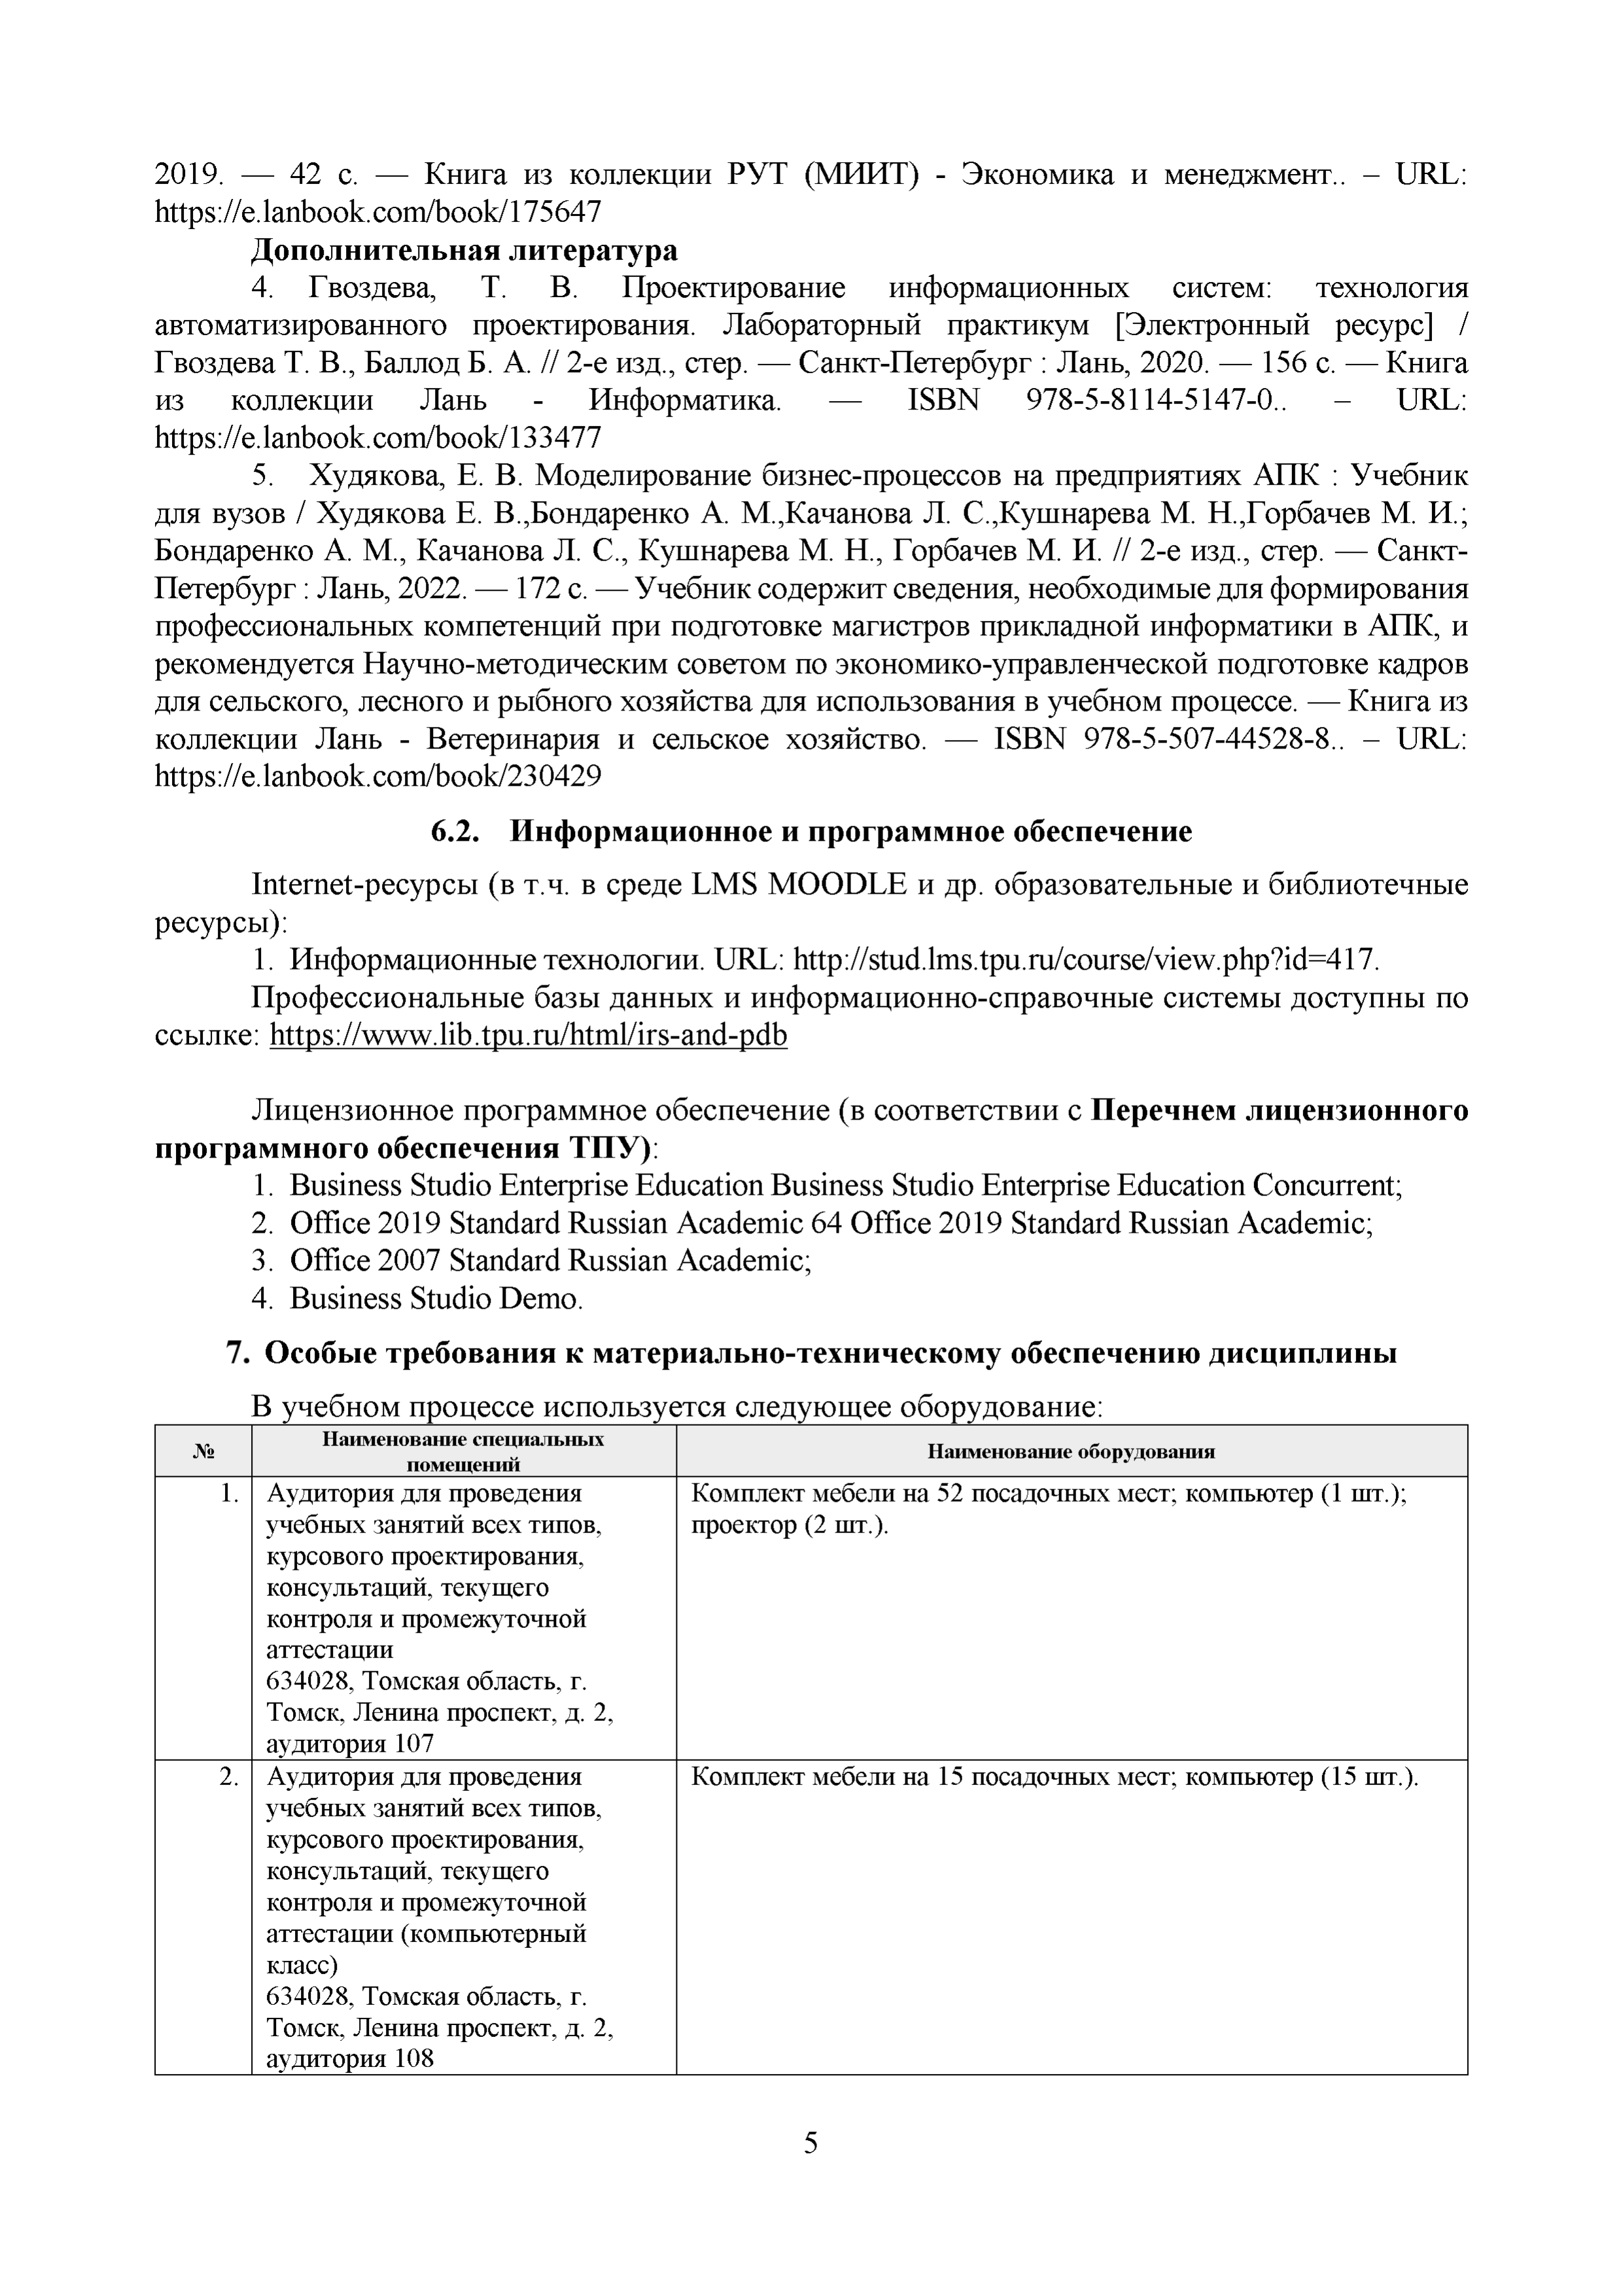 2019. — 42 с. — Книга из коллекции РУТ (МИИТ) - Экономика и менеджмент.. – URL:
https://e.lanbook.com/book/175647
Дополнительная литература
4. Гвоздева, Т. В. Проектирование информационных систем: технология
автоматизированного проектирования. Лабораторный практикум [Электронный ресурс] /
Гвоздева Т. В., Баллод Б. А. // 2-е изд., стер. — Санкт-Петербург : Лань, 2020. — 156 с. — Книга
из коллекции Лань - Информатика. — ISBN 978-5-8114-5147-0.. – URL:
https://e.lanbook.com/book/133477
5. Худякова, Е. В. Моделирование бизнес-процессов на предприятиях АПК : Учебник
для вузов / Худякова Е. В.,Бондаренко А. М.,Качанова Л. С.,Кушнарева М. Н.,Горбачев М. И.;
Бондаренко А. М., Качанова Л. С., Кушнарева М. Н., Горбачев М. И. // 2-е изд., стер. — Санкт-
Петербург : Лань, 2022. — 172 с. — Учебник содержит сведения, необходимые для формирования
профессиональных компетенций при подготовке магистров прикладной информатики в АПК, и
рекомендуется Научно-методическим советом по экономико-управленческой подготовке кадров
для сельского, лесного и рыбного хозяйства для использования в учебном процессе. — Книга из
коллекции Лань - Ветеринария и сельское хозяйство. — ISBN 978-5-507-44528-8.. – URL:
https://e.lanbook.com/book/230429
6.2. Информационное и программное обеспечение
Internet-ресурсы (в т.ч. в среде LMS MOODLE и др. образовательные и библиотечные
ресурсы):
1. Информационные технологии. URL: http://stud.lms.tpu.ru/course/view.php?id=417.
Профессиональные базы данных и информационно-справочные системы доступны по
ссылке: https://www.lib.tpu.ru/html/irs-and-pdb
Лицензионное программное обеспечение (в соответствии с Перечнем лицензионного
программного обеспечения ТПУ):
1. Business Studio Enterprise Education Business Studio Enterprise Education Concurrent;
2. Office 2019 Standard Russian Academic 64 Office 2019 Standard Russian Academic;
3. Office 2007 Standard Russian Academic;
4. Business Studio Demo.
7. Особые требования к материально-техническому обеспечению дисциплины
В учебном процессе используется следующее оборудование:
№
Наименование специальных
помещений
Наименование оборудования
1.
Аудитория для проведения
учебных занятий всех типов,
курсового проектирования,
консультаций, текущего
контроля и промежуточной
аттестации
634028, Томская область, г.
Томск, Ленина проспект, д. 2,
аудитория 107
Комплект мебели на 52 посадочных мест; компьютер (1 шт.);
проектор (2 шт.).
2.
Аудитория для проведения
учебных занятий всех типов,
курсового проектирования,
консультаций, текущего
контроля и промежуточной
аттестации (компьютерный
класс)
634028, Томская область, г.
Томск, Ленина проспект, д. 2,
аудитория 108
Комплект мебели на 15 посадочных мест; компьютер (15 шт.).
5